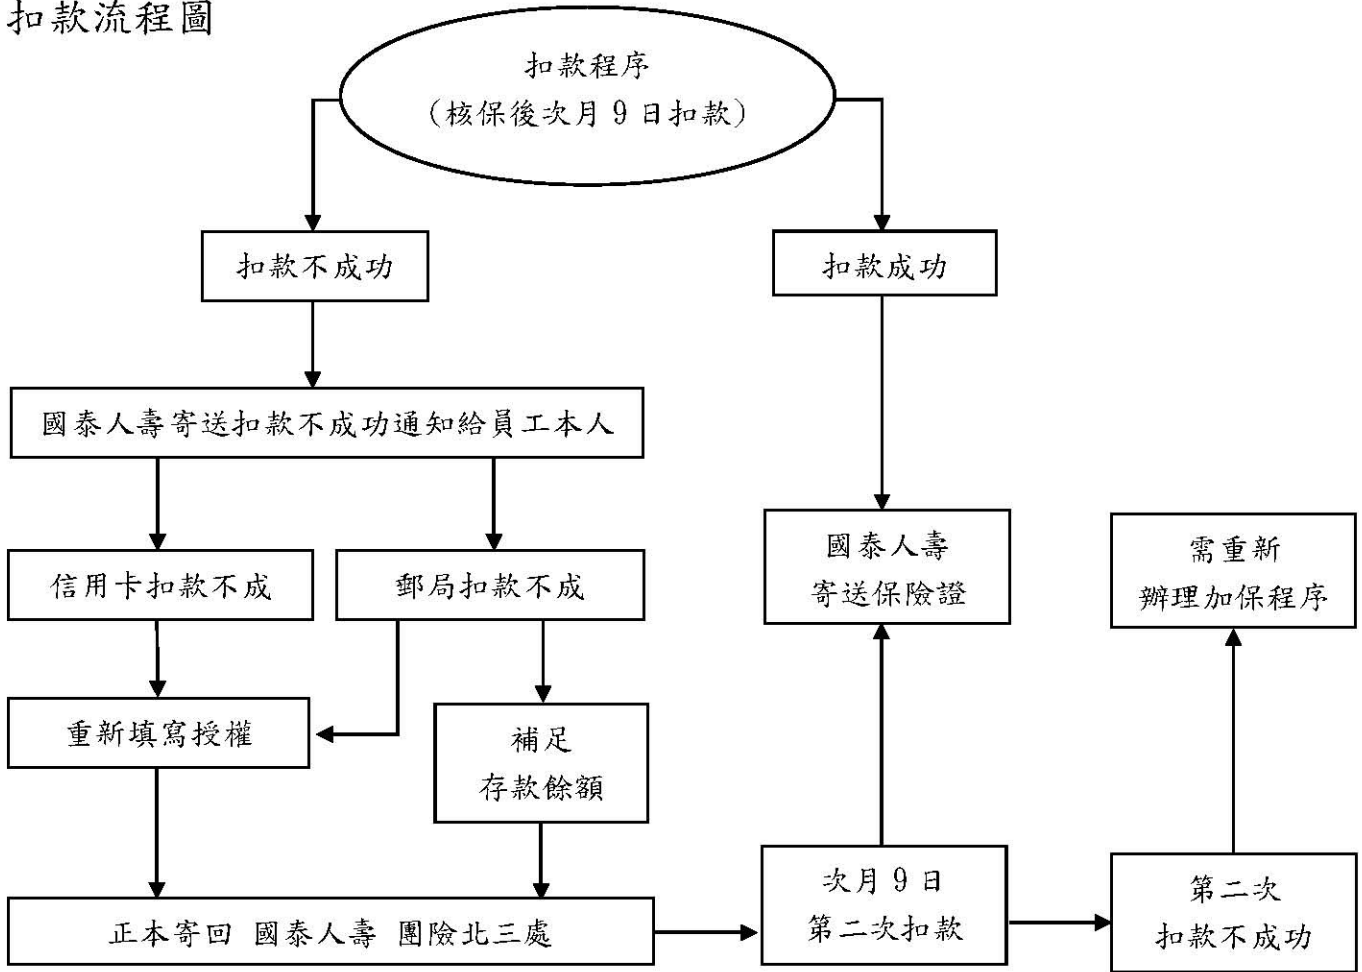 扣款流程圖
扣款程序
(核保後次月 9 日扣款)
扣款不成功
扣款成功
國泰人壽寄送扣款不成功通知給員工本人
信用卡扣款不成
郵局扣款不成
國泰人壽
寄送保險證
需重新
辦理加保程序
重新填寫授權
補足
存款餘額
正本寄回 國泰人壽 團險北三處
次月 9 日
第二次扣款
第二次
扣款不成功